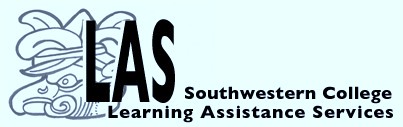 LAS Southwestern College
Learning Assistance Services